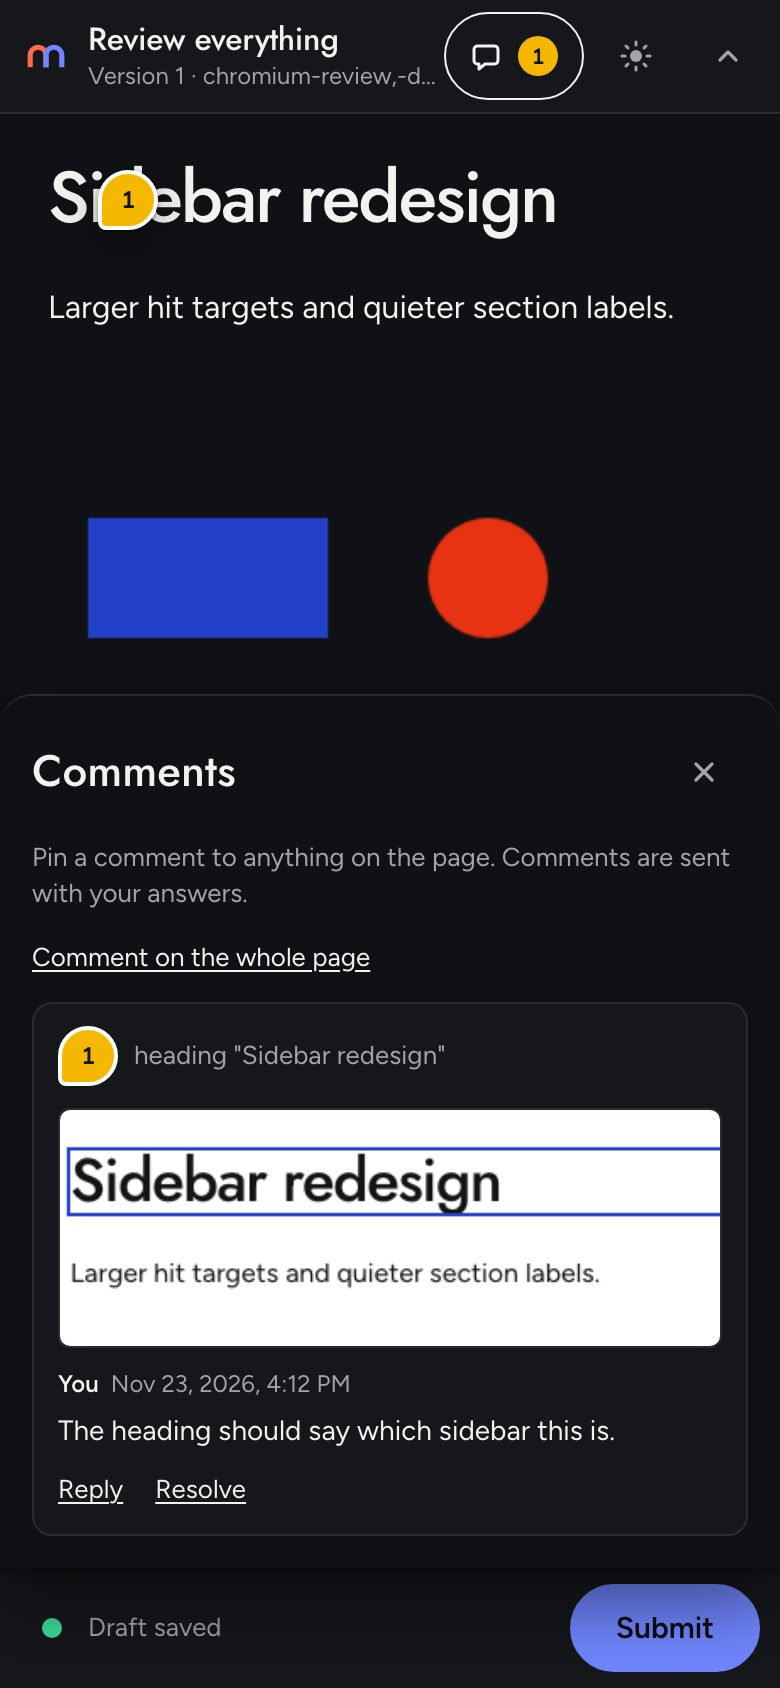 Review everything
Version 1 · chromium-review,-d...
1
Sidebar redesign
1
Larger hit targets and quieter section labels.
Comments
Pin a comment to anything on the page. Comments are sent
with your answers.
Comment on the whole page
1 heading "Sidebar redesign"
Sidebar redesign
Larger hit targets and quieter section labels.
You Nov 23, 2026, 4:12 PM
The heading should say which sidebar this is.
Reply Resolve
Draft saved
Submit